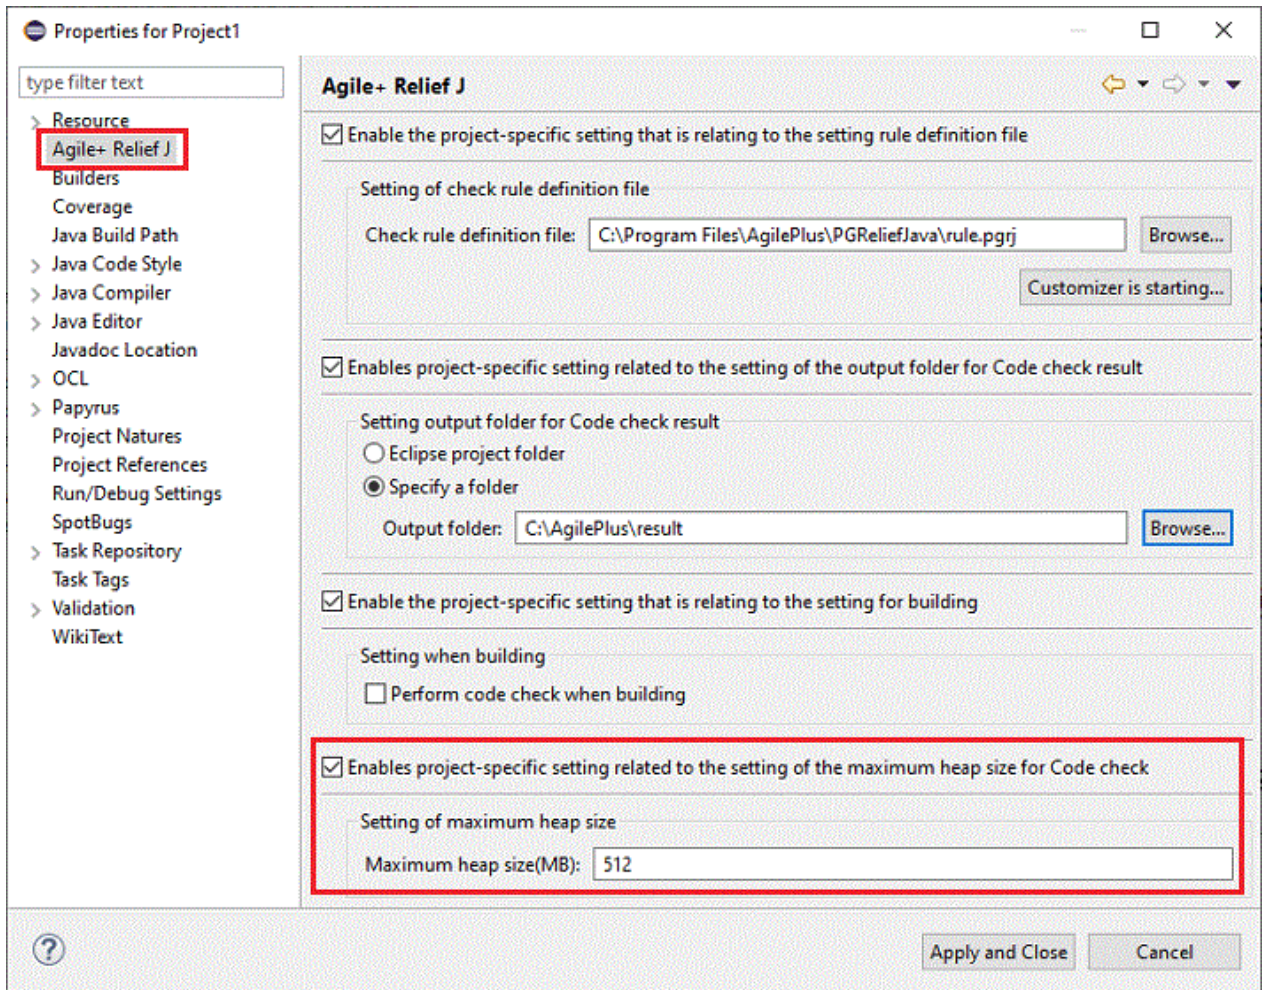 Properties for Project1
type filter text
Resource
Agile+ Relief J
Builders
Coverage
Java Build Path
Java Code Style
Java Compiler
Java Editor
Javadoc Location
OCL
Papyrus
Project Natures
Project References
Run/Debug Settings
SpotBugs
Task Repository
Task Tags
Validation
WikiText
Agile+ Relief J
Enable the project-specific setting that is relating to the setting rule definition file
Setting of check rule definition file
Check rule definition file: C:\Program Files\AgilePlus\PGReliefJava\rule.pgrj Browse...
Customizer is starting...
Enables project-specific setting related to the setting of the output folder for Code check result
Setting output folder for Code check result
Eclipse project folder
Specify a folder
Output folder: C:\AgilePlus\result Browse...
Enable the project-specific setting that is relating to the setting for building
Setting when building
Perform code check when building
Enables project-specific setting related to the setting of the maximum heap size for Code check
Setting of maximum heap size
Maximum heap size(MB): 512
? Apply and Close Cancel